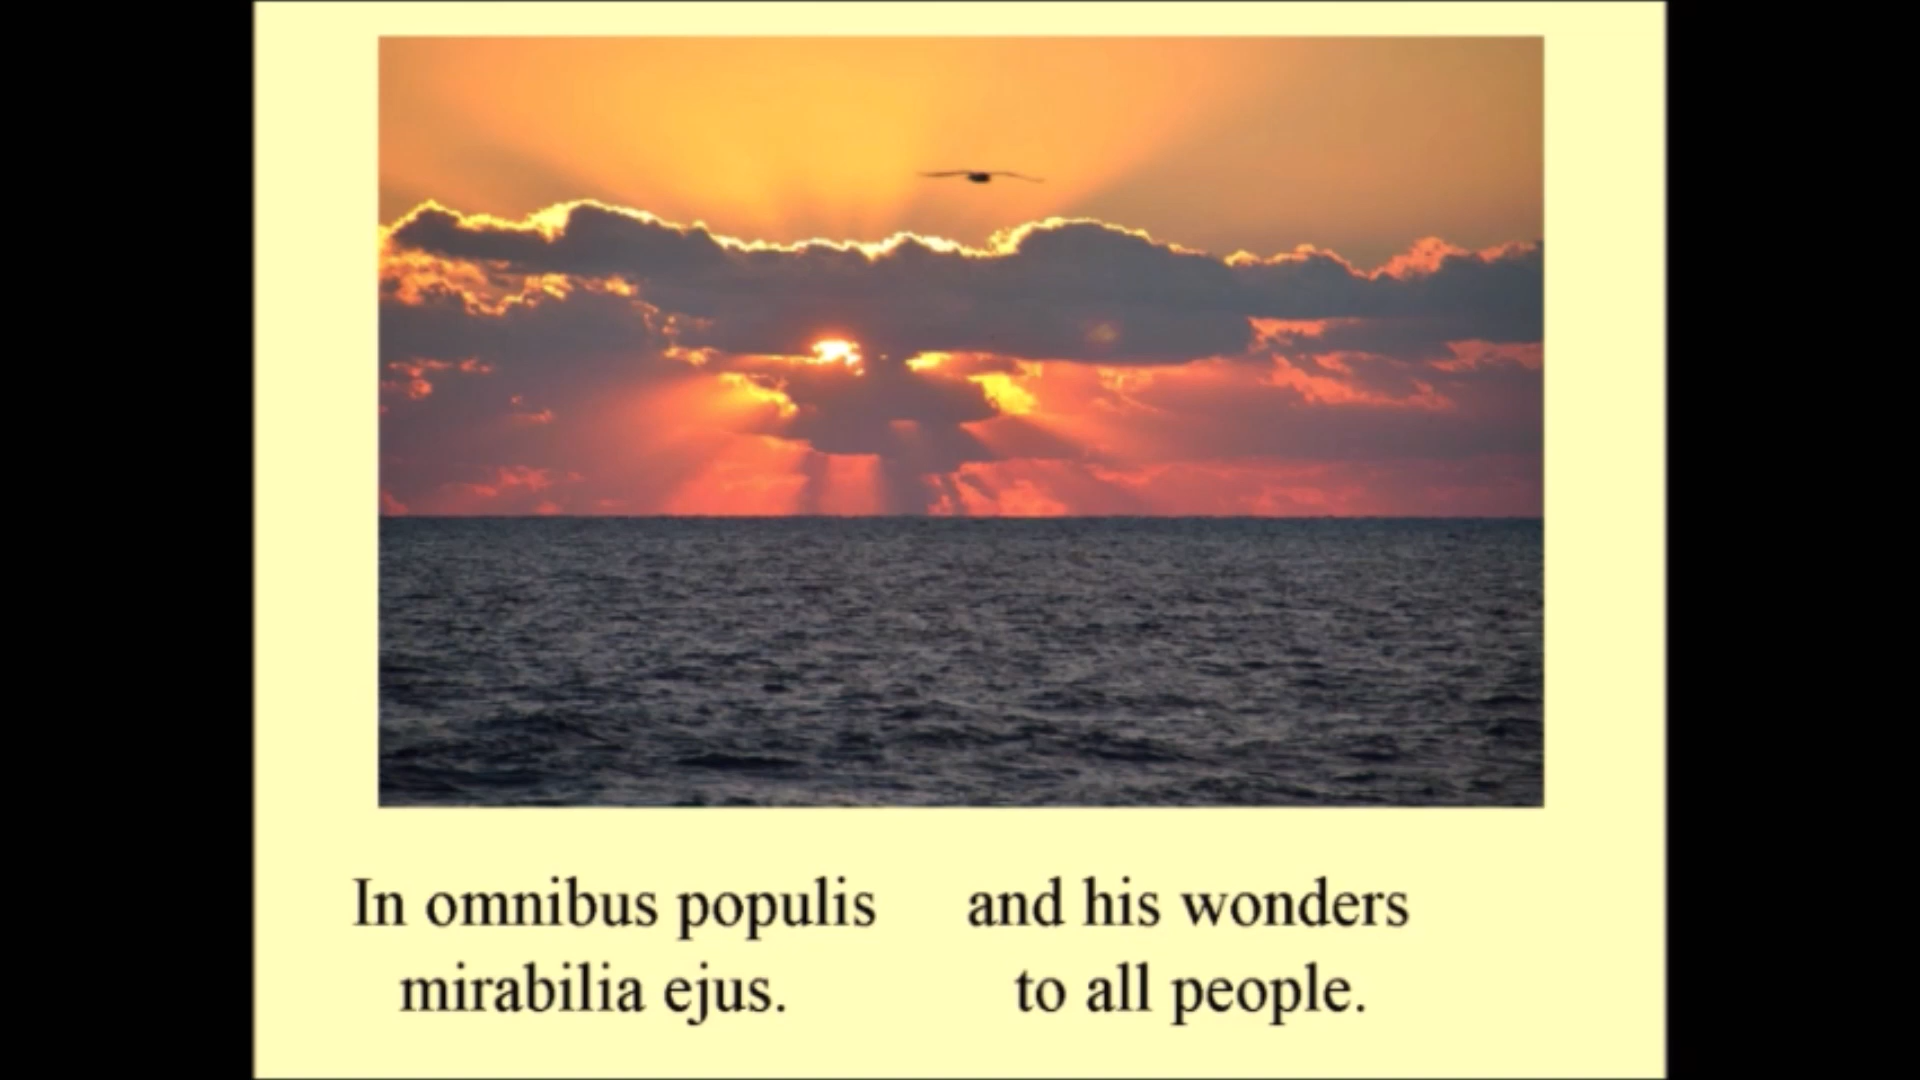 In omnibus populis
mirabilia ejus.
and his wonders
to all people.